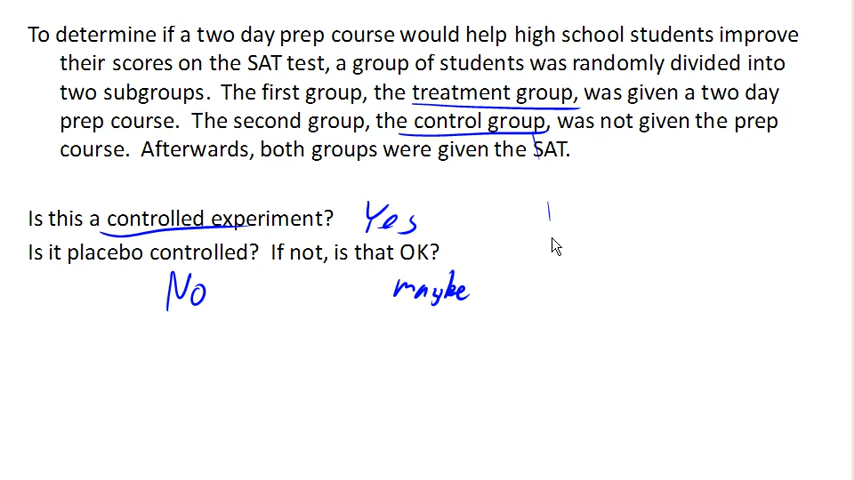 To determine if a two day prep course would help high school students improve
their scores on the SAT test, a group of students was randomly divided into
two subgroups. The first group, the treatment group, was given a two day
prep course. The second group, the control group, was not given the prep
course. Afterwards, both groups were given the SAT.
Is this a controlled experiment? Yes
Is it placebo controlled? If not, is that OK?
No maybe